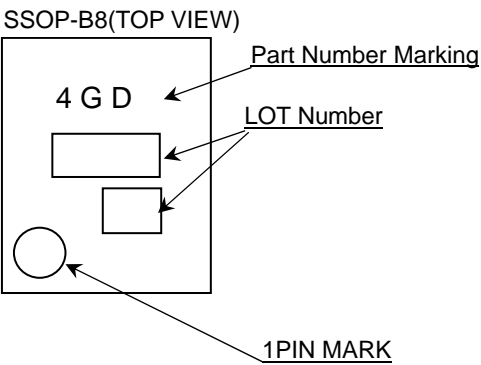 SSOP-B8(TOP VIEW)
Part Number Marking
4 G D
LOT Number
1PIN MARK